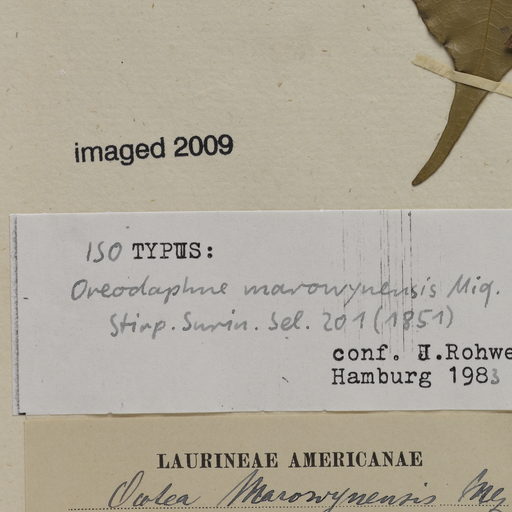 imaged 2009
ISO TYPUS:
Oreodaphne marowynensis Miq.
Stirp. Surin. Sel. 201 (1851)
conf. J.Rohwe
Hamburg 1983
LAURINEAE AMERICANAE
Ocotea Marowynensis Mez